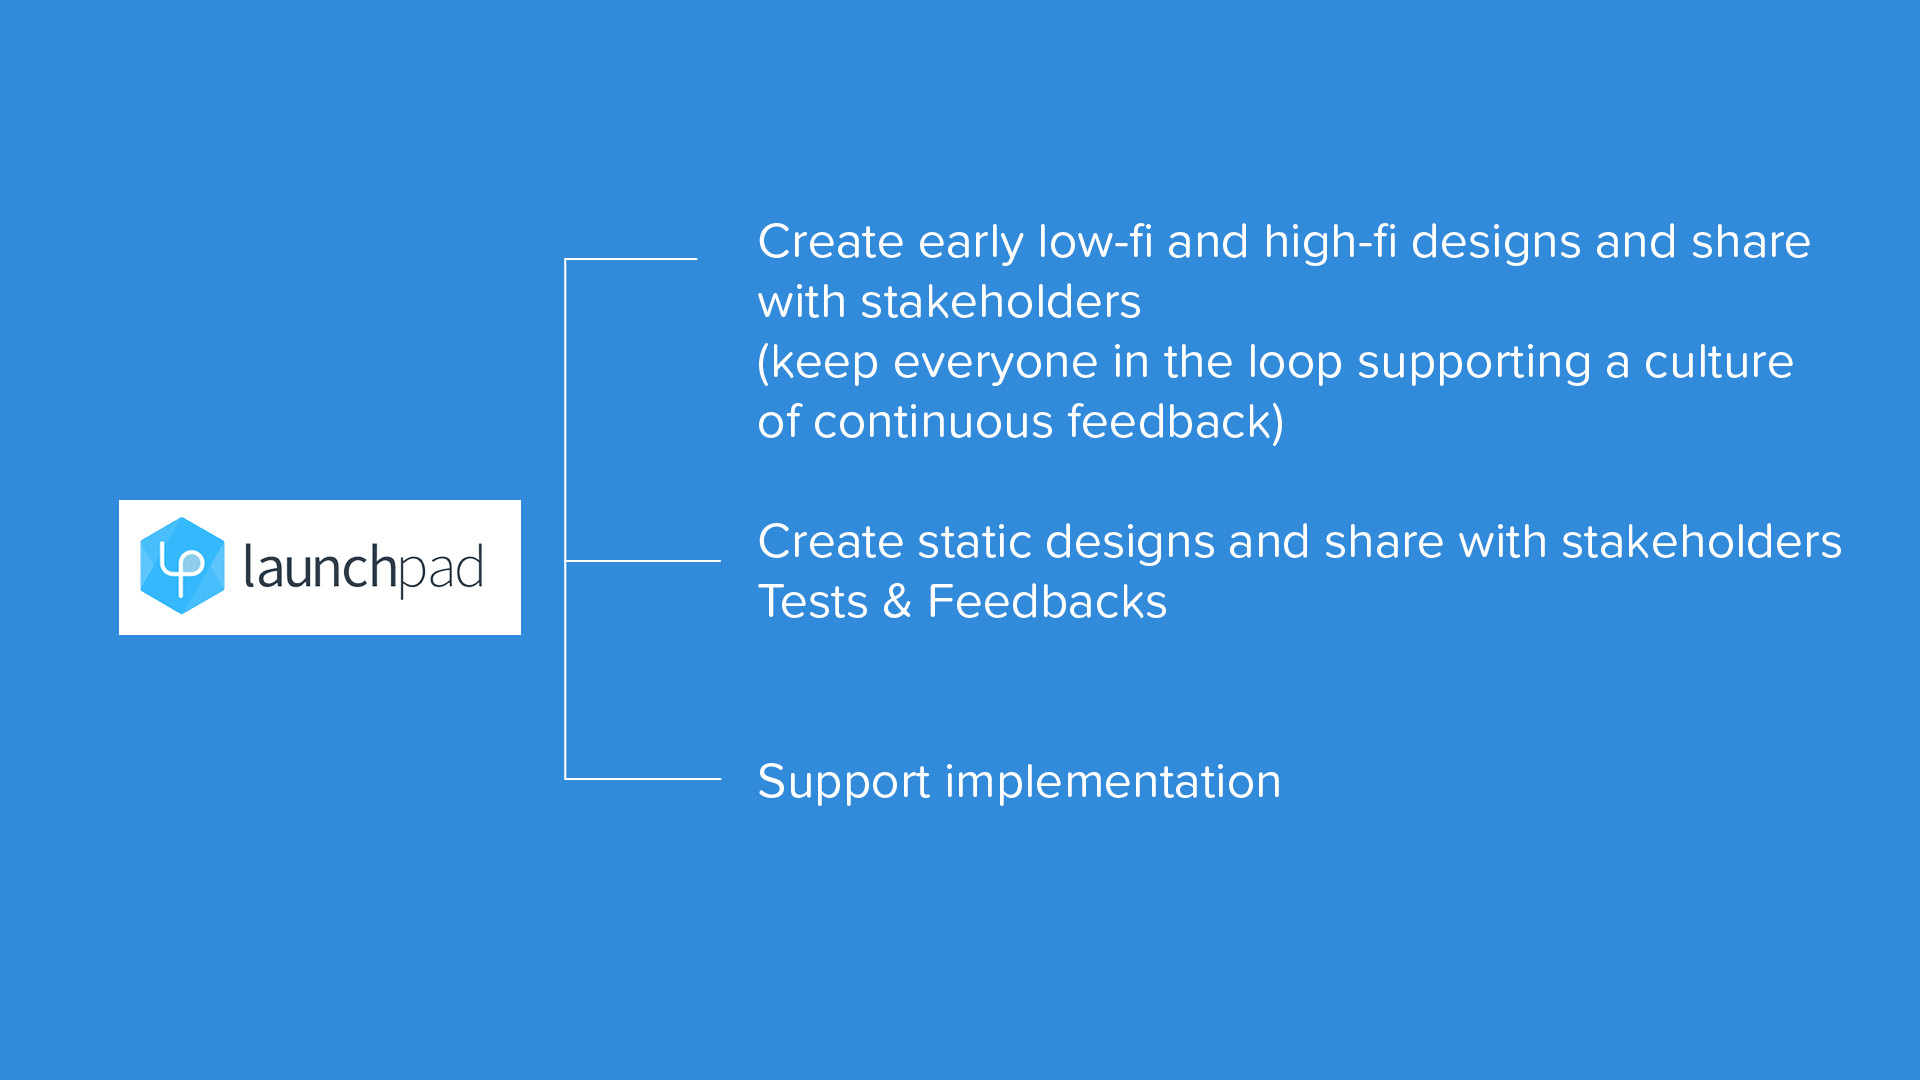 Create early low-fi and high-fi designs and share
with stakeholders
(keep everyone in the loop supporting a culture
of continuous feedback)
launchpad
Create static designs and share with stakeholders
Tests & Feedbacks
Support implementation